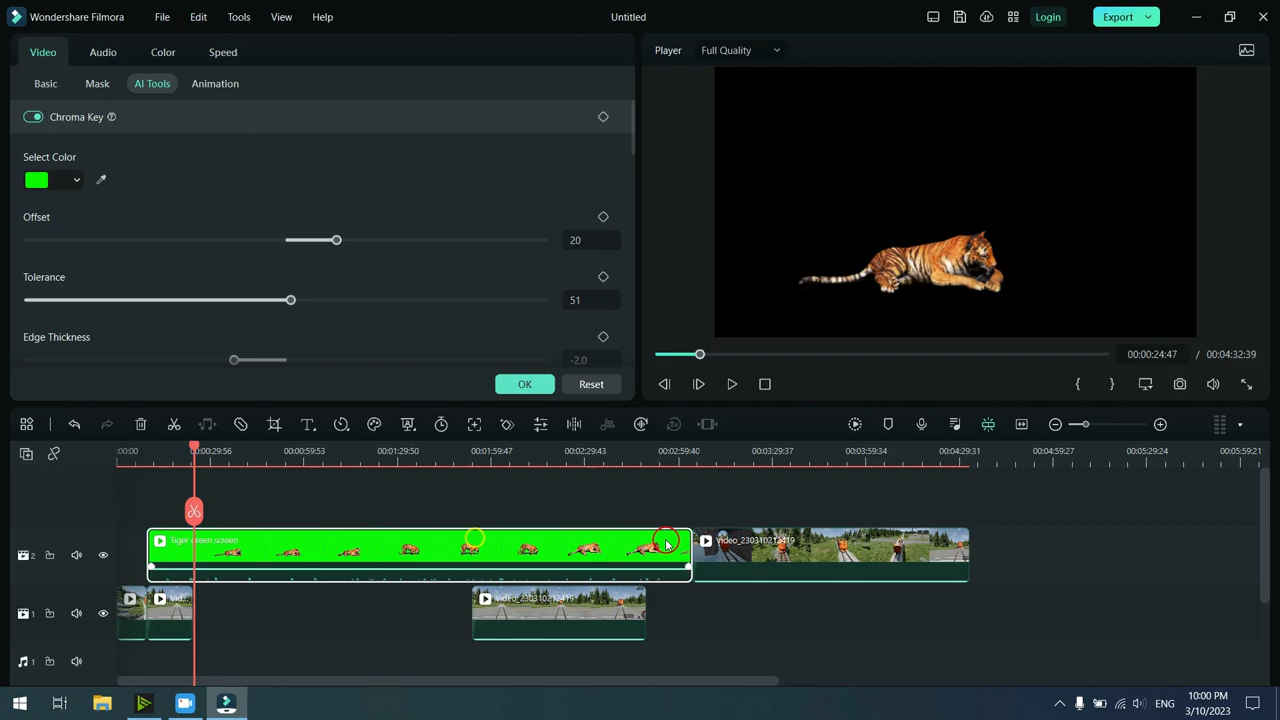 Wondershare Filmora File Edit Tools View Help Untitled Login Export
Video Audio Color Speed Player Full Quality
Basic Mask AI Tools Animation
Chroma Key
Select Color
Offset
20
Tolerance
51
Edge Thickness
-2.0
00:00:24:47 / 00:04:32:39
OK Reset
:00:00 00:00:29:56 00:00:59:53 00:01:29:50 00:01:59:47 00:02:29:43 00:02:59:40 00:03:29:37 00:03:59:34 00:04:29:31 00:04:59:27 00:05:29:24 00:05:59:21
Tiger green screen Video_230310212419
2
Vid... Video_230310212419
1
1
10:00 PM
ENG
3/10/2023